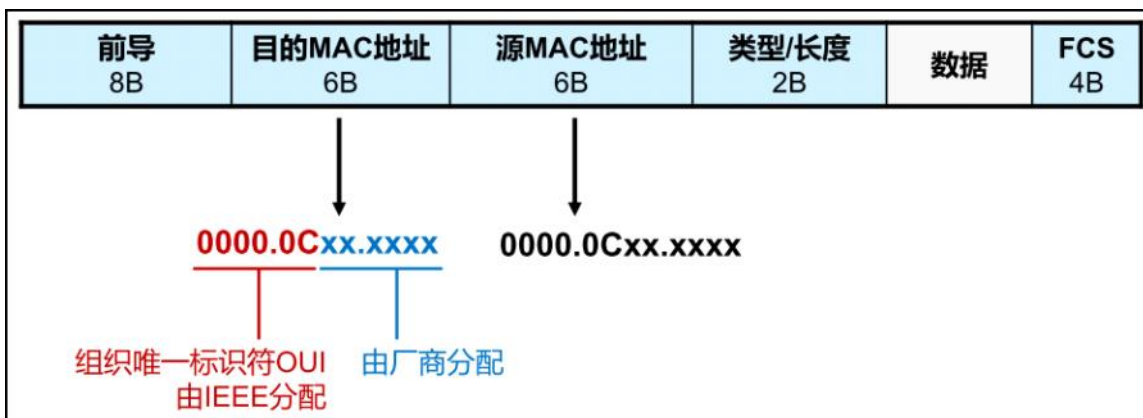 前导 目的MAC地址 源MAC地址 类型/长度 数据 FCS
8B 6B 6B 2B 4B
0000.0Cxx.xxxx 0000.0Cxx.xxxx
组织唯一标识符OUI 由厂商分配
由IEEE分配